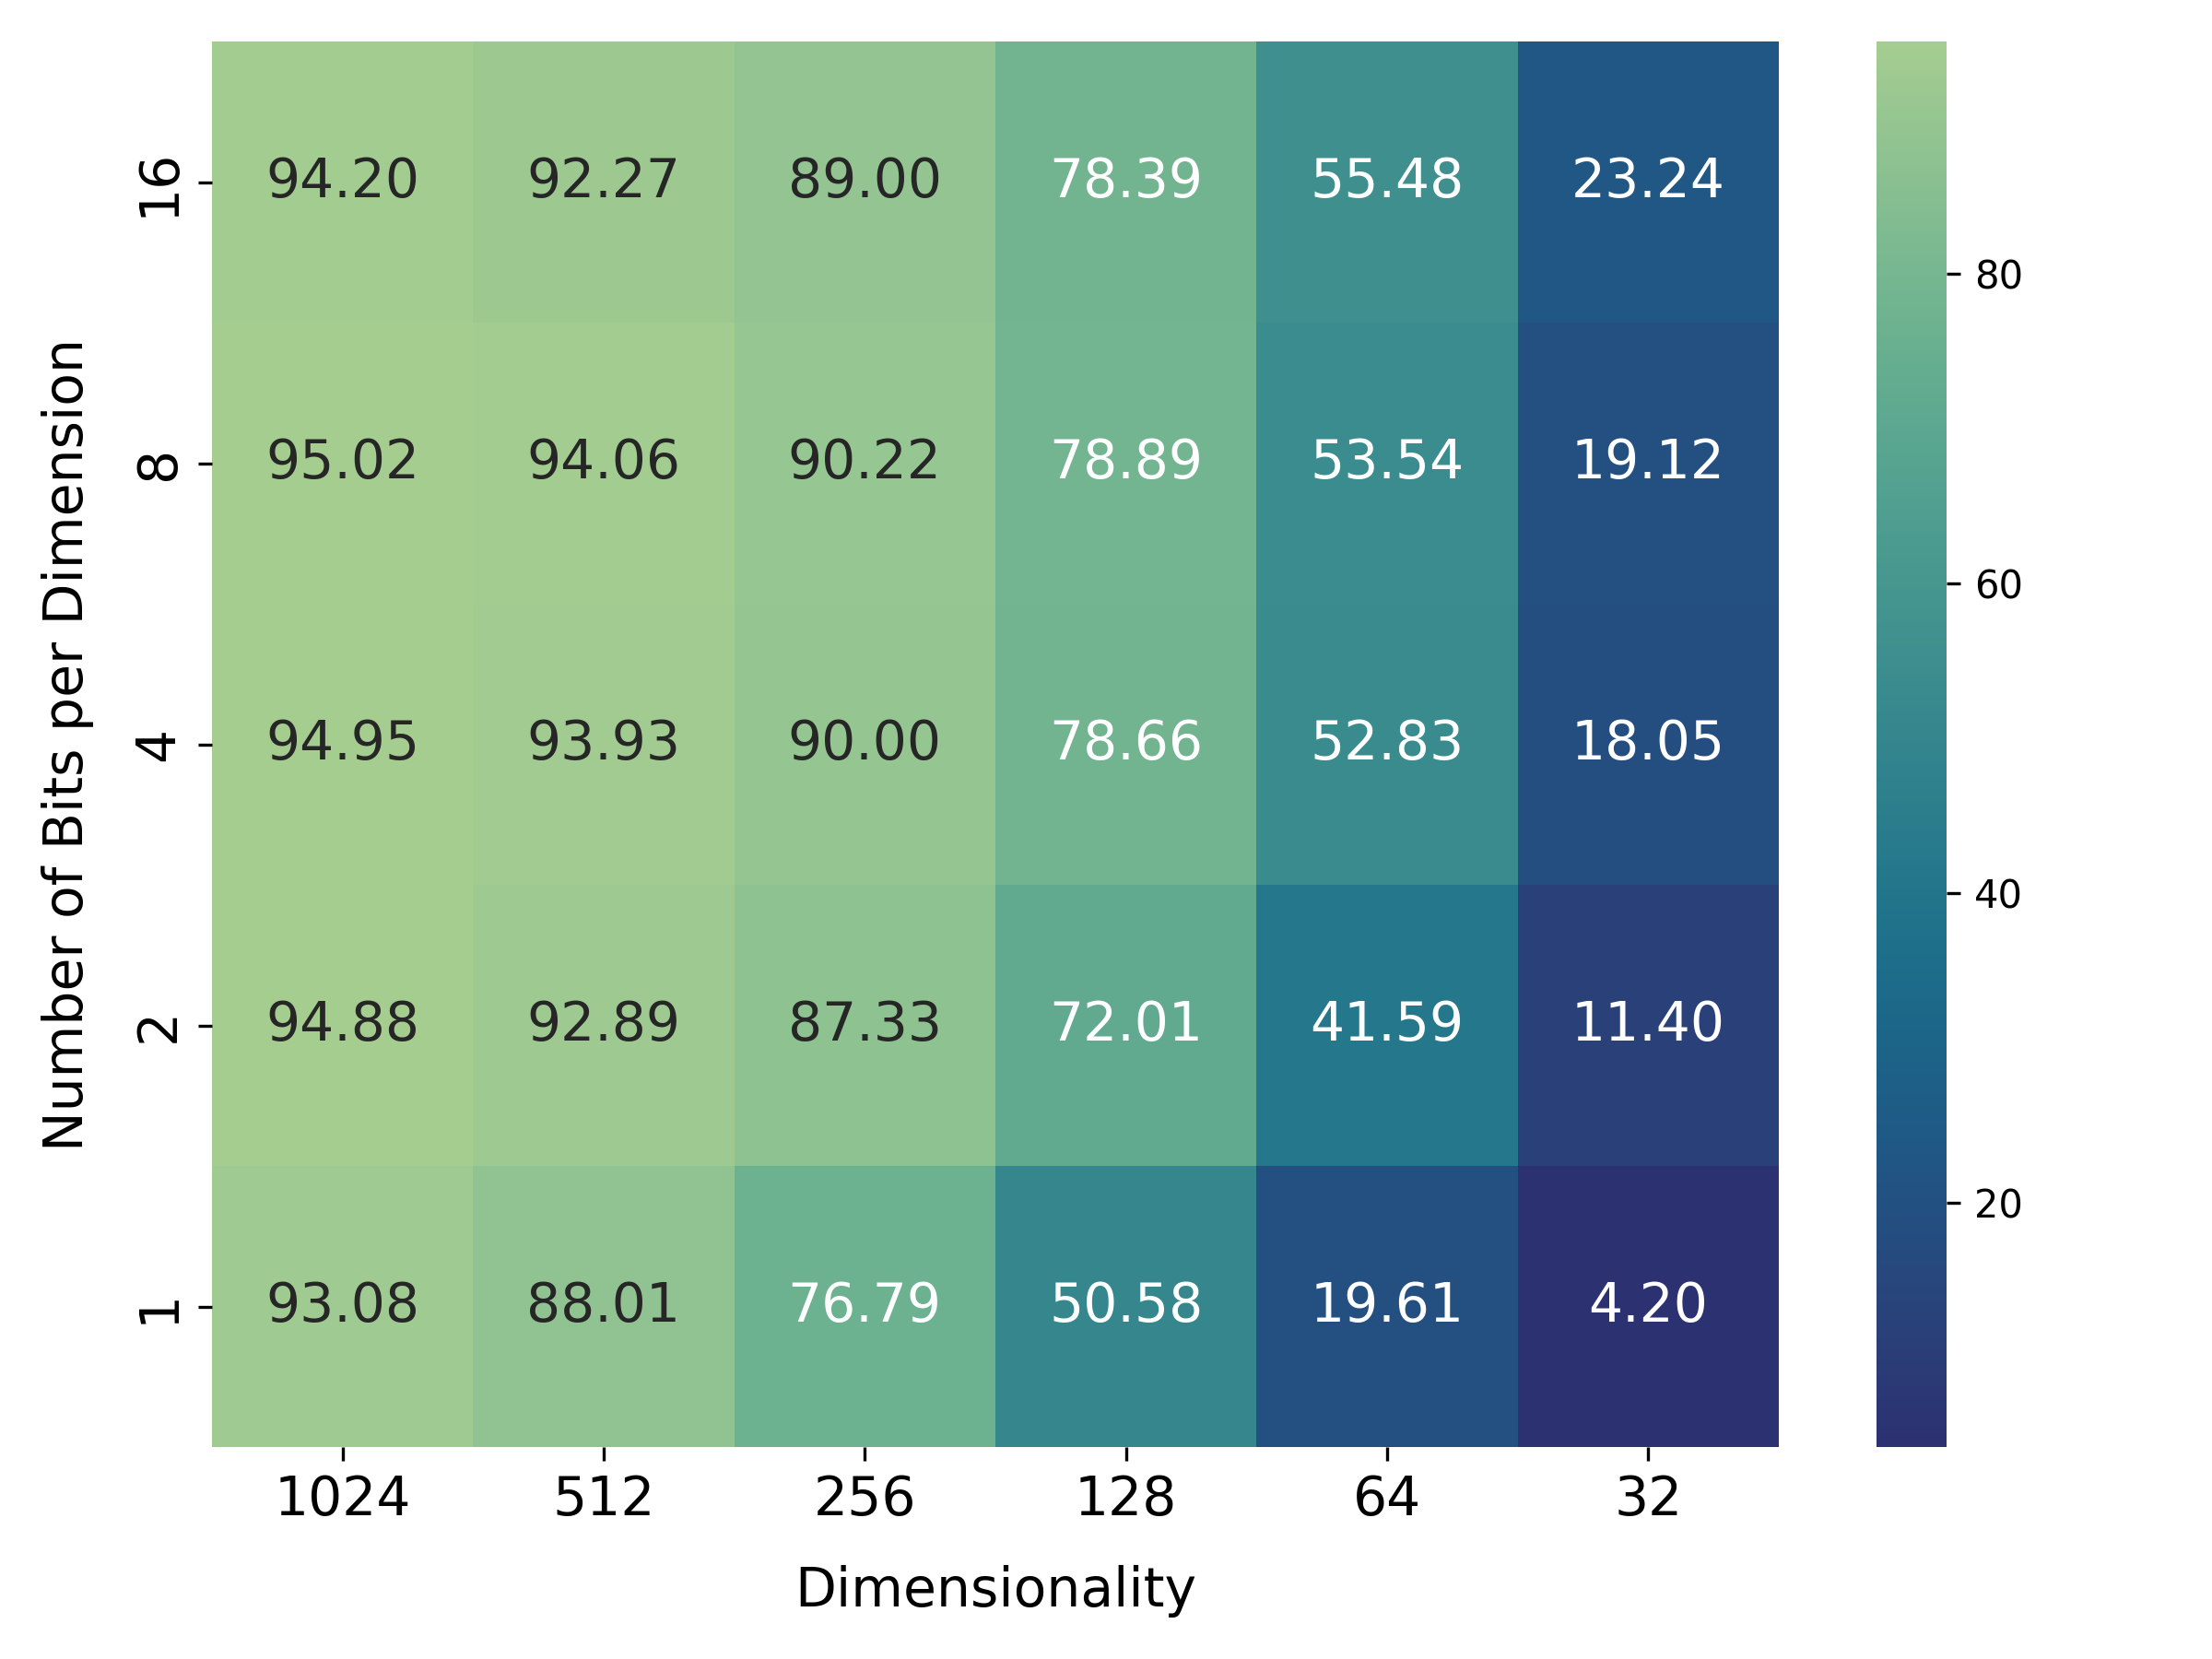 Number of Bits per Dimension
16 94.20 92.27 89.00 78.39 55.48 23.24
8 95.02 94.06 90.22 78.89 53.54 19.12
4 94.95 93.93 90.00 78.66 52.83 18.05
2 94.88 92.89 87.33 72.01 41.59 11.40
1 93.08 88.01 76.79 50.58 19.61 4.20
1024 512 256 128 64 32
Dimensionality
80
60
40
20